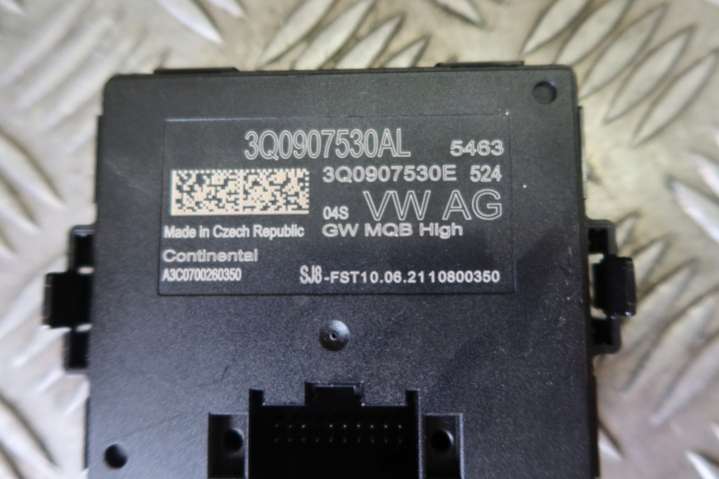 3Q0907530AL 5463
3Q0907530E 524
04S VW AG
Made in Czech Republic GW MQB High
Continental
A3C0700260350 SJ8-FST10.06.2110800350